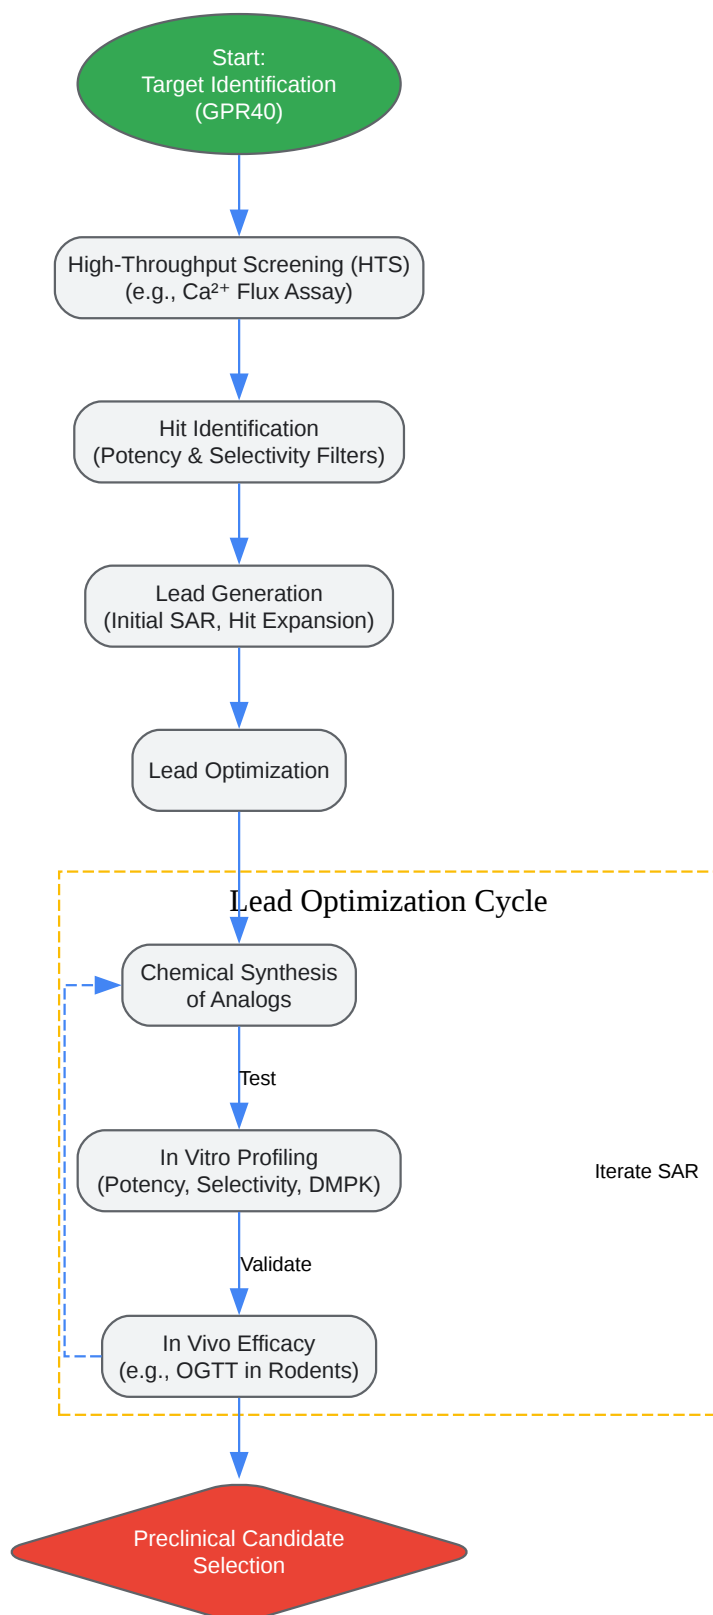 Start:
Target Identification
(GPR40)
High-Throughput Screening (HTS)
(e.g., Ca²⁺ Flux Assay)
Hit Identification
(Potency & Selectivity Filters)
Lead Generation
(Initial SAR, Hit Expansion)
Lead Optimization
Lead Optimization Cycle
Chemical Synthesis
of Analogs
Test
In Vitro Profiling
(Potency, Selectivity, DMPK)
Iterate SAR
Validate
In Vivo Efficacy
(e.g., OGTT in Rodents)
Preclinical Candidate
Selection